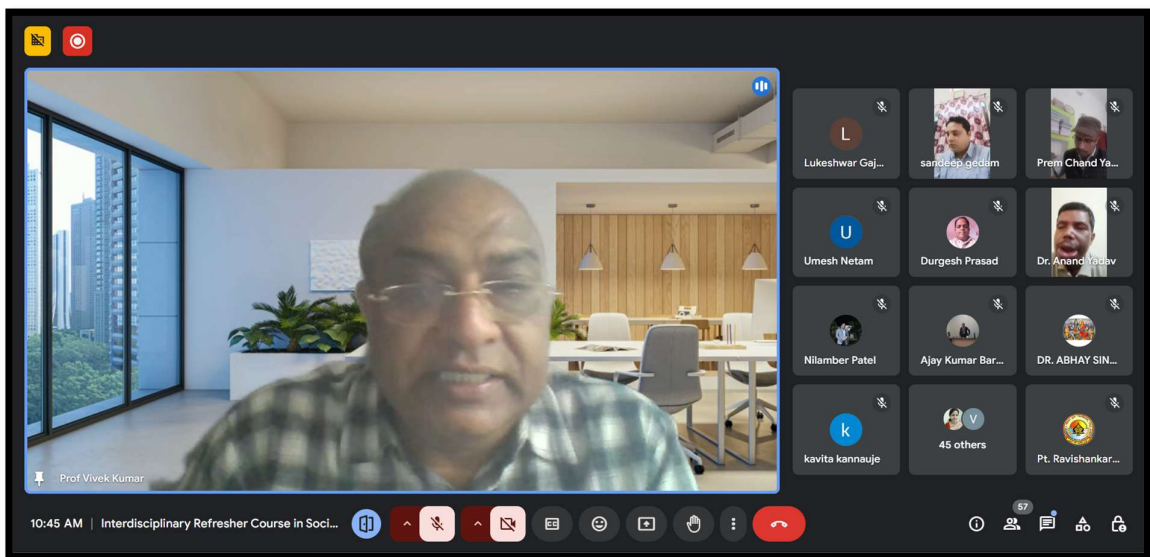 Lukeshwar Gaj...
sandeep gedam
Prem Chand Ya...
Umesh Netam
Durgesh Prasad
Dr. Anand Yadav
Nilamber Patel
Ajay Kumar Bar...
DR. ABHAY SIN...
kavita kannauje
45 others
Pt. Ravishankar...
L
U
k
V
Prof Vivek Kumar
10:45 AM | Interdisciplinary Refresher Course in Soci...
CC
57